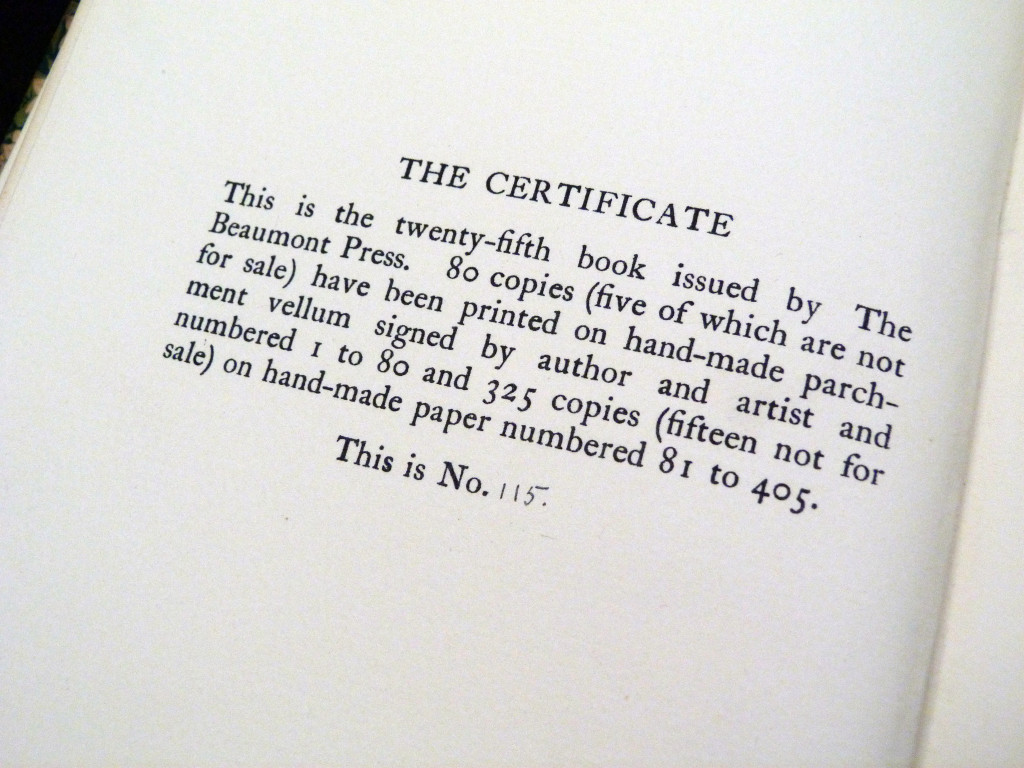 THE CERTIFICATE
This is the twenty-fifth book issued by The
Beaumont Press. 80 copies (five of which are not
for sale) have been printed on hand-made parch-
ment vellum signed by author and artist and
numbered 1 to 80 and 325 copies (fifteen not for
sale) on hand-made paper numbered 81 to 405.
This is No. 115.